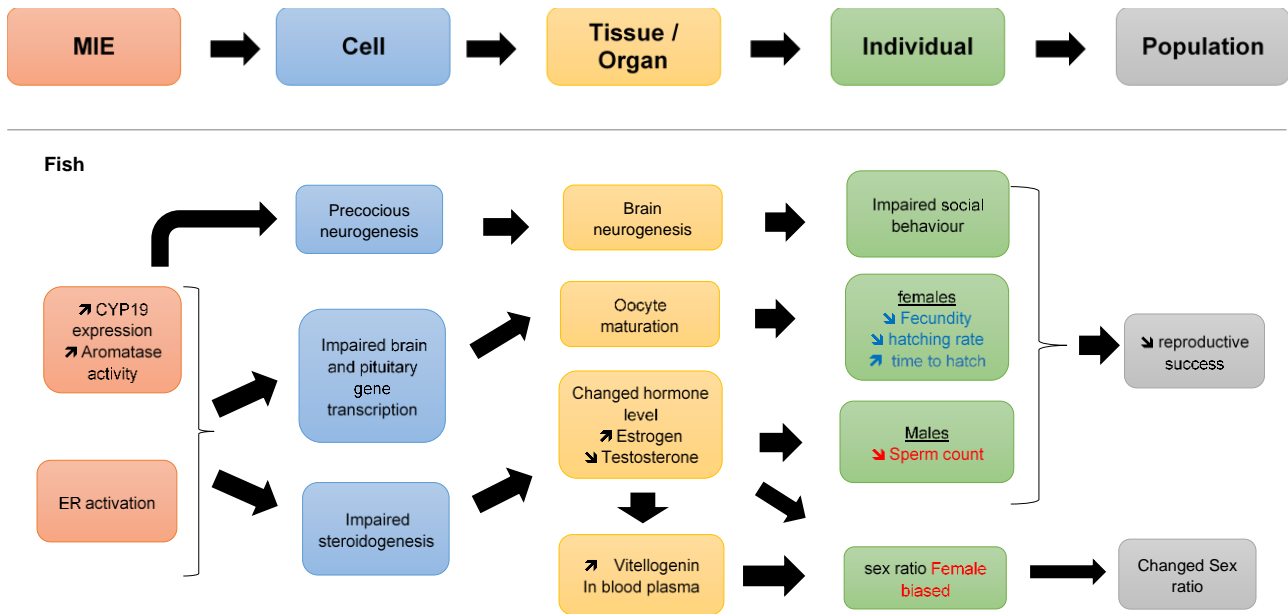 MIE
Cell
Tissue /
Organ
Individual
Population
Fish
Precocious
neurogenesis
Brain
neurogenesis
Impaired social
behaviour
↗ CYP19
expression
↗ Aromatase
activity
Impaired brain
and pituitary
gene
transcription
Oocyte
maturation
females
↘ Fecundity
↘ hatching rate
↗ time to hatch
↘ reproductive
success
Changed hormone
level
↗ Estrogen
↘ Testosterone
Males
↘ Sperm count
ER activation
Impaired
steroidogenesis
↗ Vitellogenin
In blood plasma
sex ratio Female
biased
Changed Sex
ratio